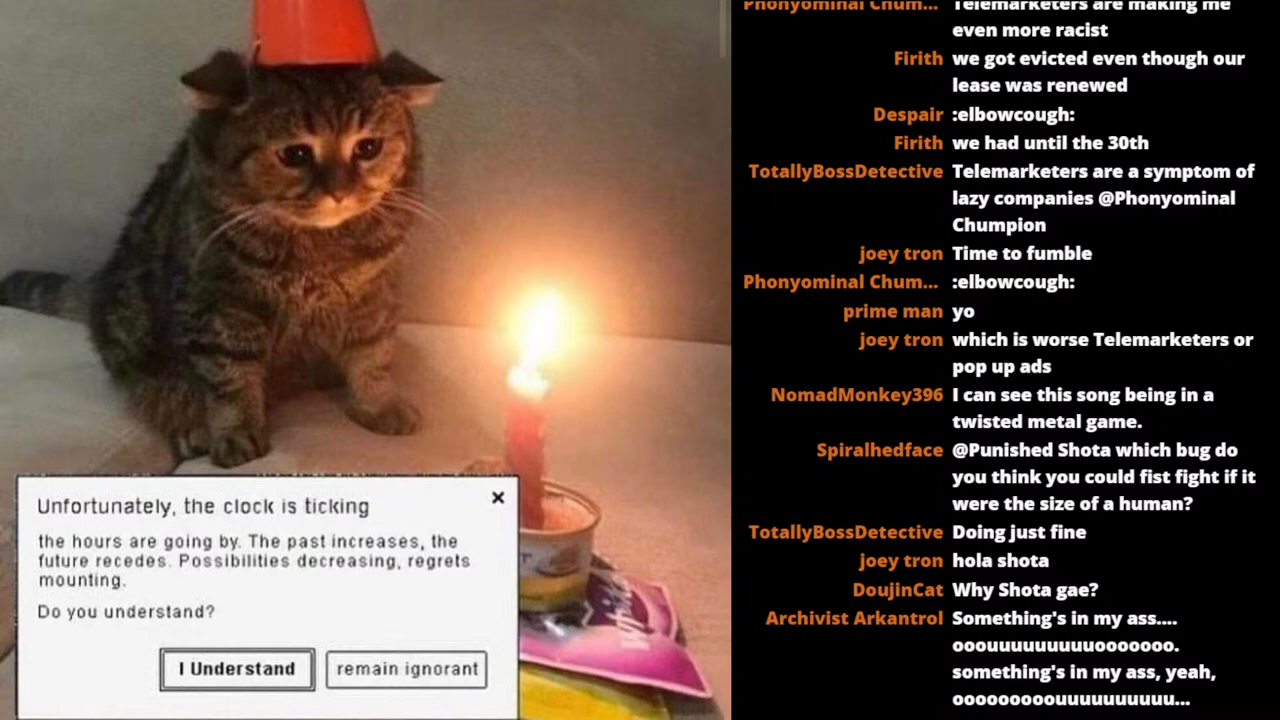 Unfortunately, the clock is ticking
the hours are going by. The past increases, the
future recedes. Possibilities decreasing, regrets
mounting.
Do you understand?
I Understand
remain ignorant
Phonyominal Chum... Telemarketers are making me
even more racist
Firith we got evicted even though our
lease was renewed
Despair :elbowcough:
Firith we had until the 30th
TotallyBossDetective Telemarketers are a symptom of
lazy companies @Phonyominal
Chumpion
joey tron Time to fumble
Phonyominal Chum... :elbowcough:
prime man yo
joey tron which is worse Telemarketers or
pop up ads
NomadMonkey396 I can see this song being in a
twisted metal game.
Spiralhedface @Punished Shota which bug do
you think you could fist fight if it
were the size of a human?
TotallyBossDetective Doing just fine
joey tron hola shota
DoujinCat Why Shota gae?
Archivist Arkantrol Something's in my ass....
ooouuuuuuuuuooooooo.
something's in my ass, yeah,
ooooooooouuuuuuuuuu...